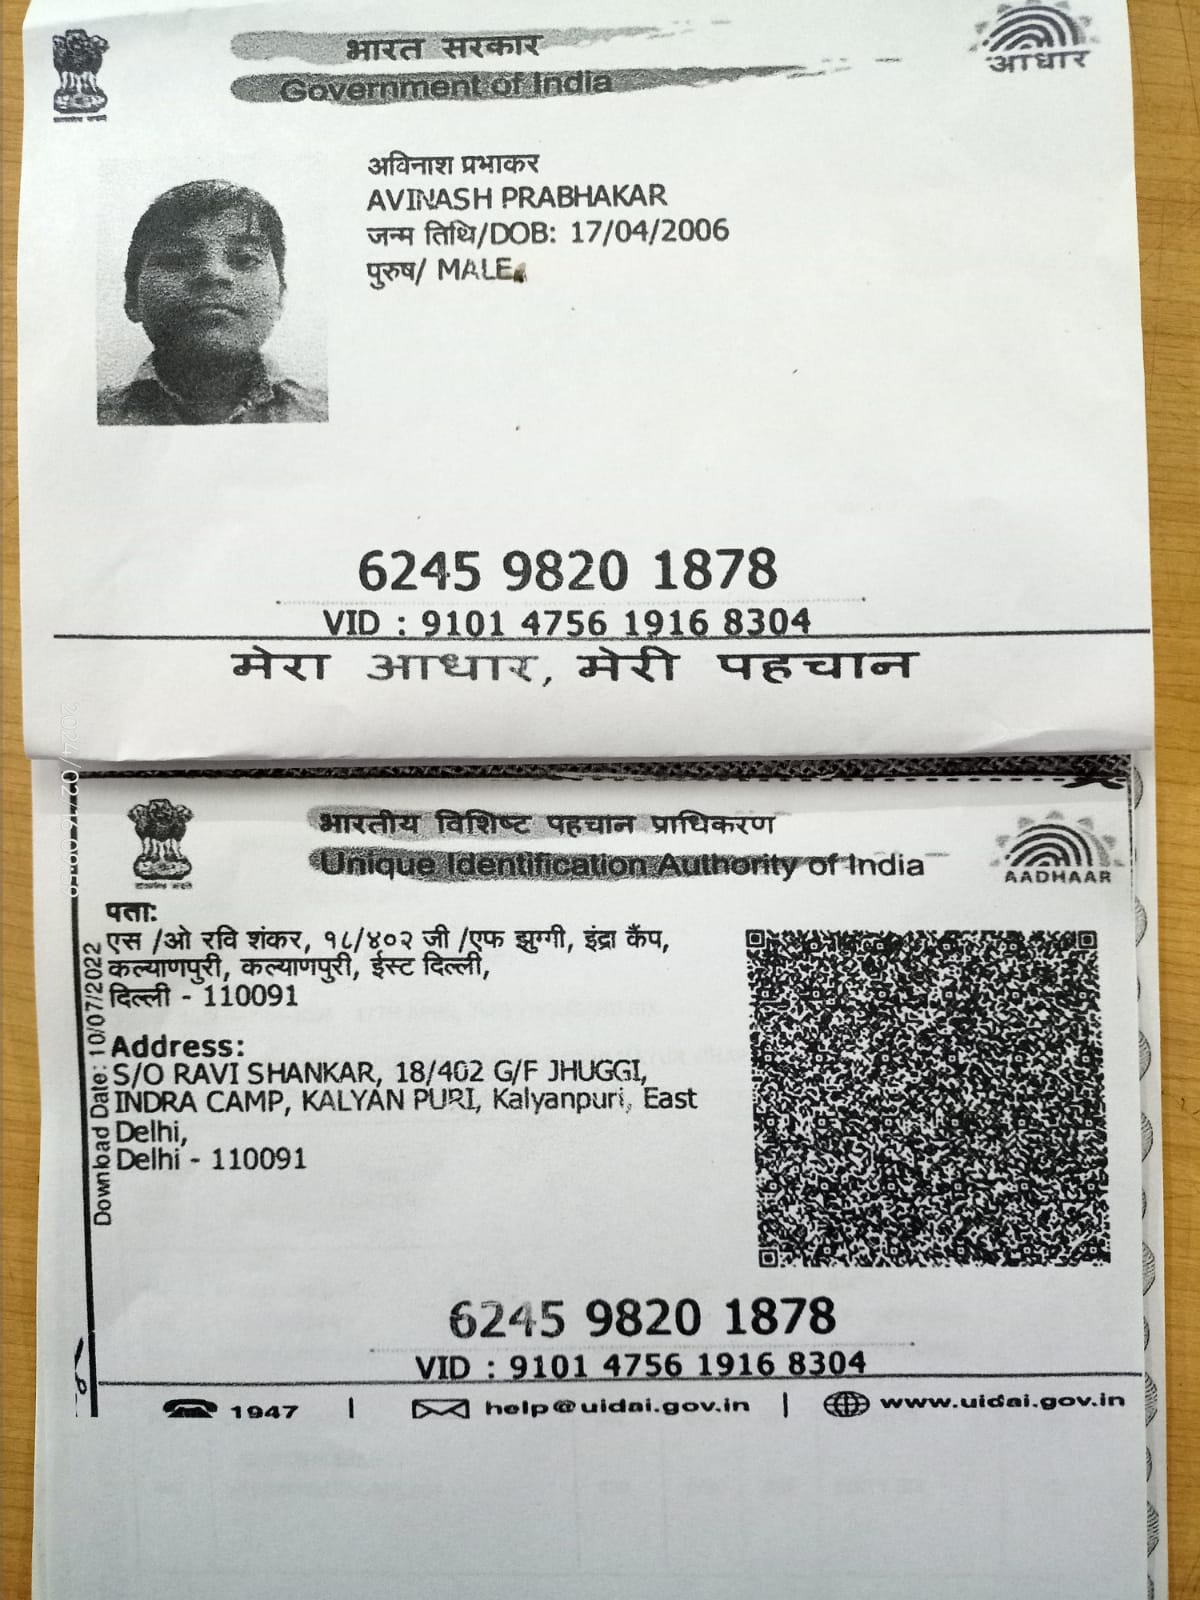 भारत सरकार
Government of India
आधार
अविनाश प्रभाकर
AVINASH PRABHAKAR
जन्म तिथि/DOB: 17/04/2006
पुरुष/ MALE
6245 9820 1878
VID : 9101 4756 1916 8304
मेरा आधार, मेरी पहचान
भारतीय विशिष्ट पहचान प्राधिकरण
Unique Identification Authority of India
AADHAAR
Download Date: 10/07/2022
पता:
एस /ओ रवि शंकर, १८/४०२ जी /एफ झुग्गी, इंद्रा कैंप,
कल्याणपुरी, कल्याणपुरी, ईस्ट दिल्ली,
दिल्ली - 110091
Address:
S/O RAVI SHANKAR, 18/402 G/F JHUGGI,
INDRA CAMP, KALYAN PURI, Kalyanpuri, East
Delhi,
Delhi - 110091
6245 9820 1878
VID : 9101 4756 1916 8304
1947 | help@uidai.gov.in | www.uidai.gov.in